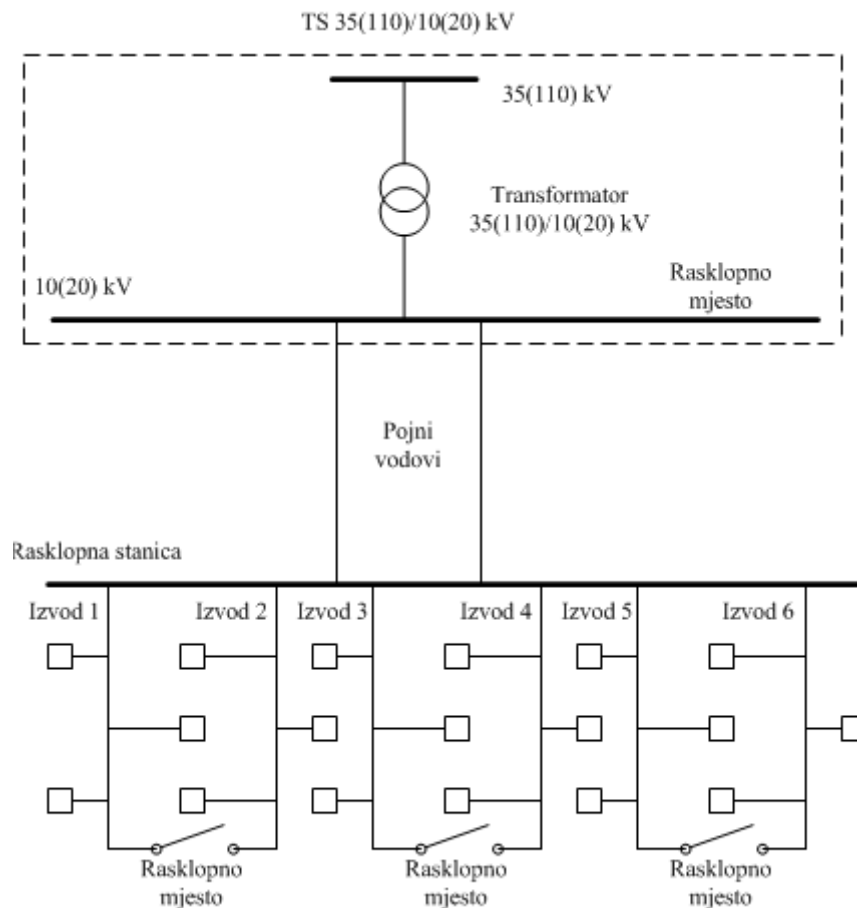 TS 35(110)/10(20) kV
35(110) kV
Transformator
35(110)/10(20) kV
10(20) kV
Rasklopno
mjesto
Pojni
vodovi
Rasklopna stanica
Izvod 1
Izvod 2
Izvod 3
Izvod 4
Izvod 5
Izvod 6
Rasklopno
mjesto
Rasklopno
mjesto
Rasklopno
mjesto